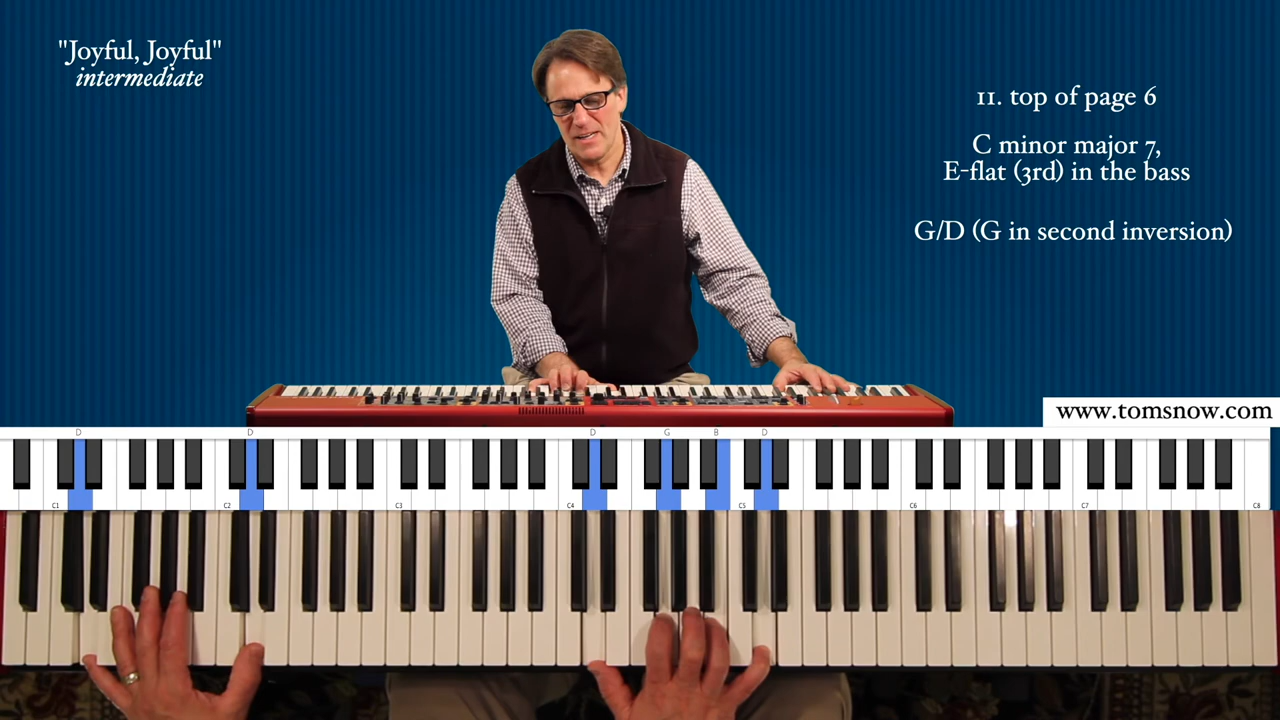 "Joyful, Joyful"
intermediate
11. top of page 6
C minor major 7,
E-flat (3rd) in the bass
G/D (G in second inversion)
www.tomsnow.com
D D D G B D
C1 C2 C3 C4 C5 C6 C7 C8